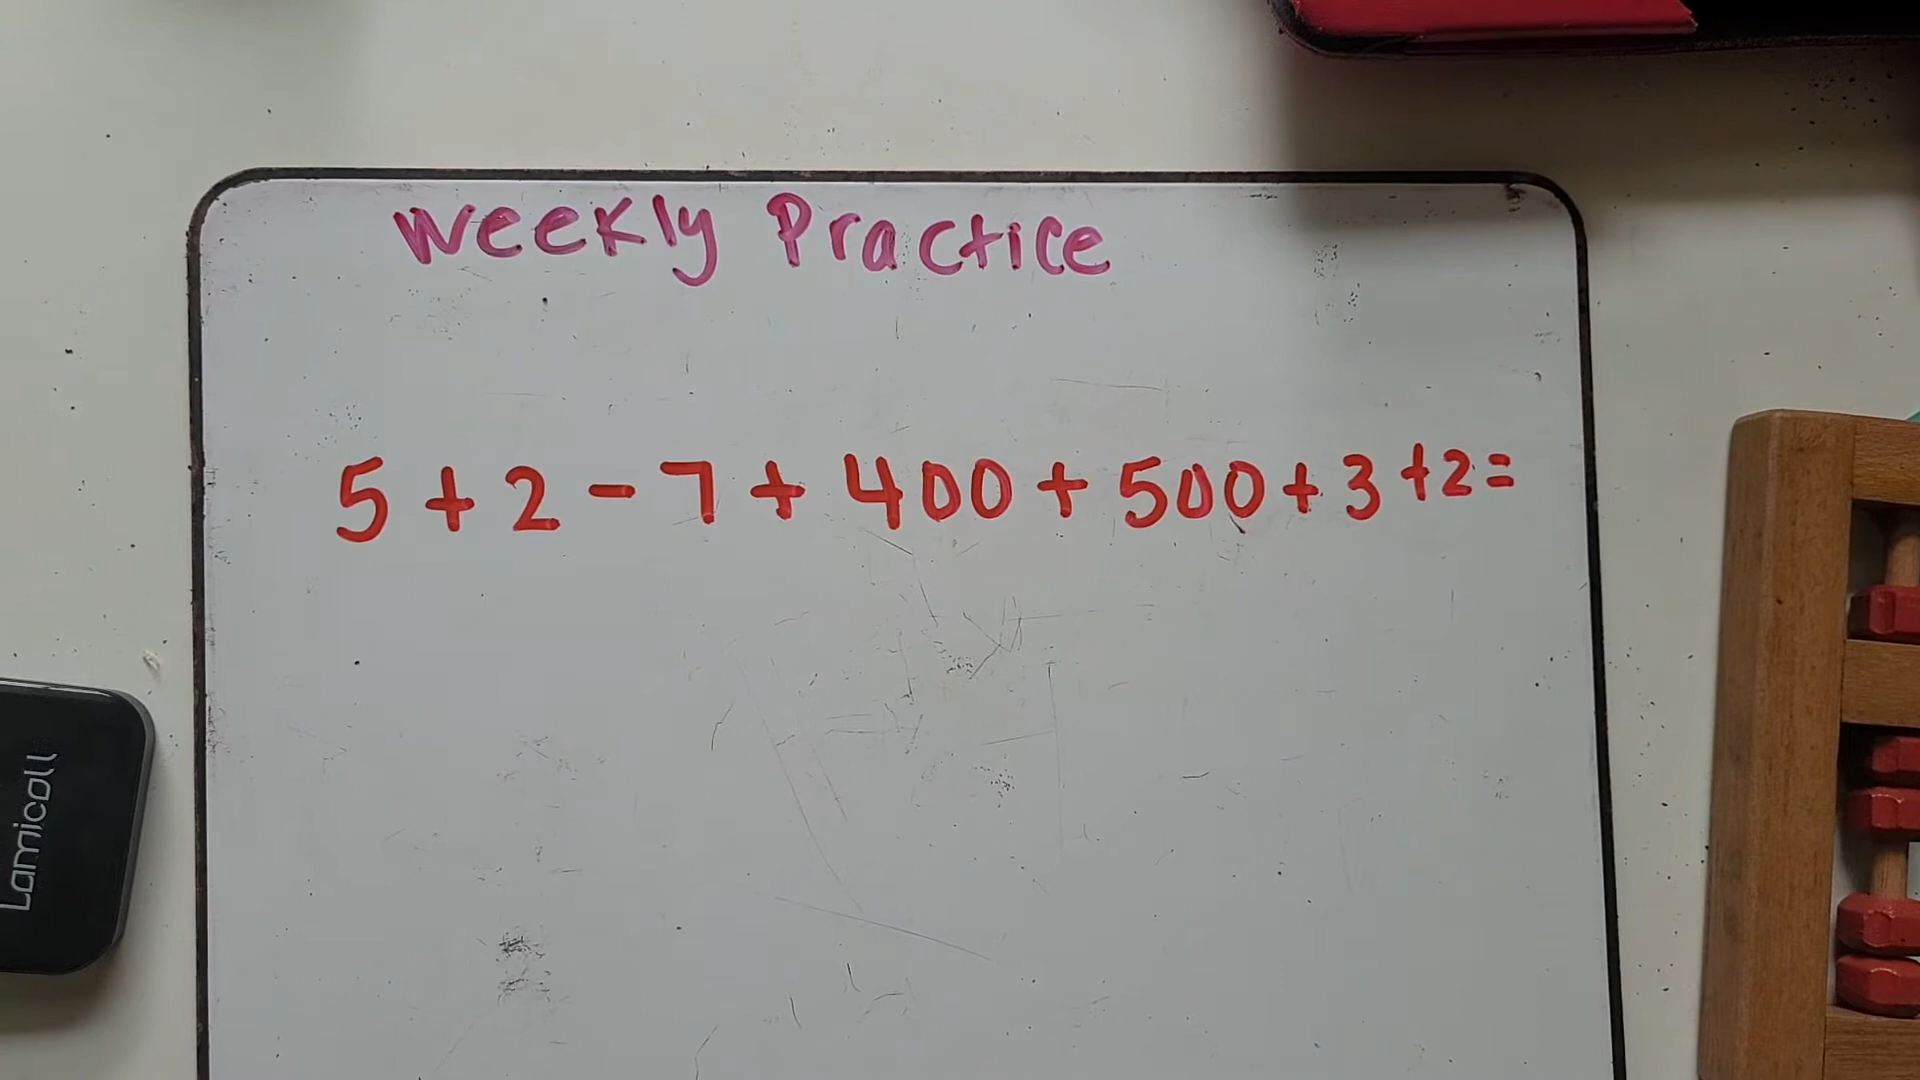 Weekly Practice
5 + 2 - 7 + 400 + 500 + 3 + 2 =
Lamicall